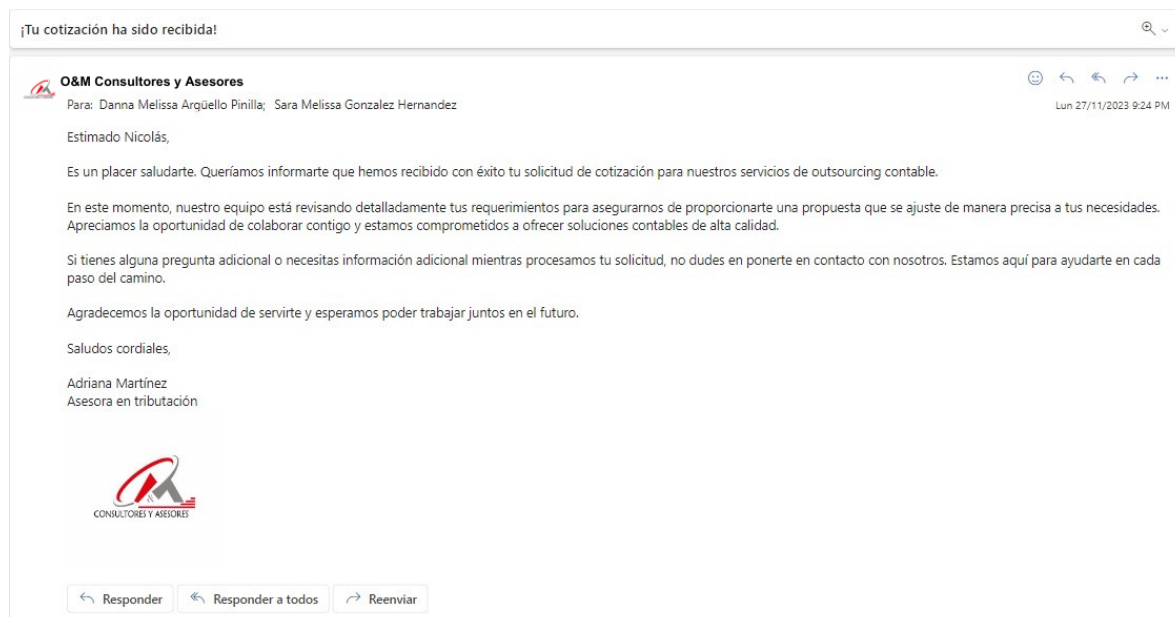 ¡Tu cotización ha sido recibida!
O&M Consultores y Asesores
Para: Danna Melissa Argüello Pinilla; Sara Melissa Gonzalez Hernandez
Lun 27/11/2023 9:24 PM
Estimado Nicolás,
Es un placer saludarte. Queríamos informarte que hemos recibido con éxito tu solicitud de cotización para nuestros servicios de outsourcing contable.
En este momento, nuestro equipo está revisando detalladamente tus requerimientos para asegurarnos de proporcionarte una propuesta que se ajuste de manera precisa a tus necesidades.
Apreciamos la oportunidad de colaborar contigo y estamos comprometidos a ofrecer soluciones contables de alta calidad.
Si tienes alguna pregunta adicional o necesitas información adicional mientras procesamos tu solicitud, no dudes en ponerte en contacto con nosotros. Estamos aquí para ayudarte en cada
paso del camino.
Agradecemos la oportunidad de servirte y esperamos poder trabajar juntos en el futuro.
Saludos cordiales,
Adriana Martínez
Asesora en tributación
CONSULTORES Y ASESORES
Responder Responder a todos Reenviar